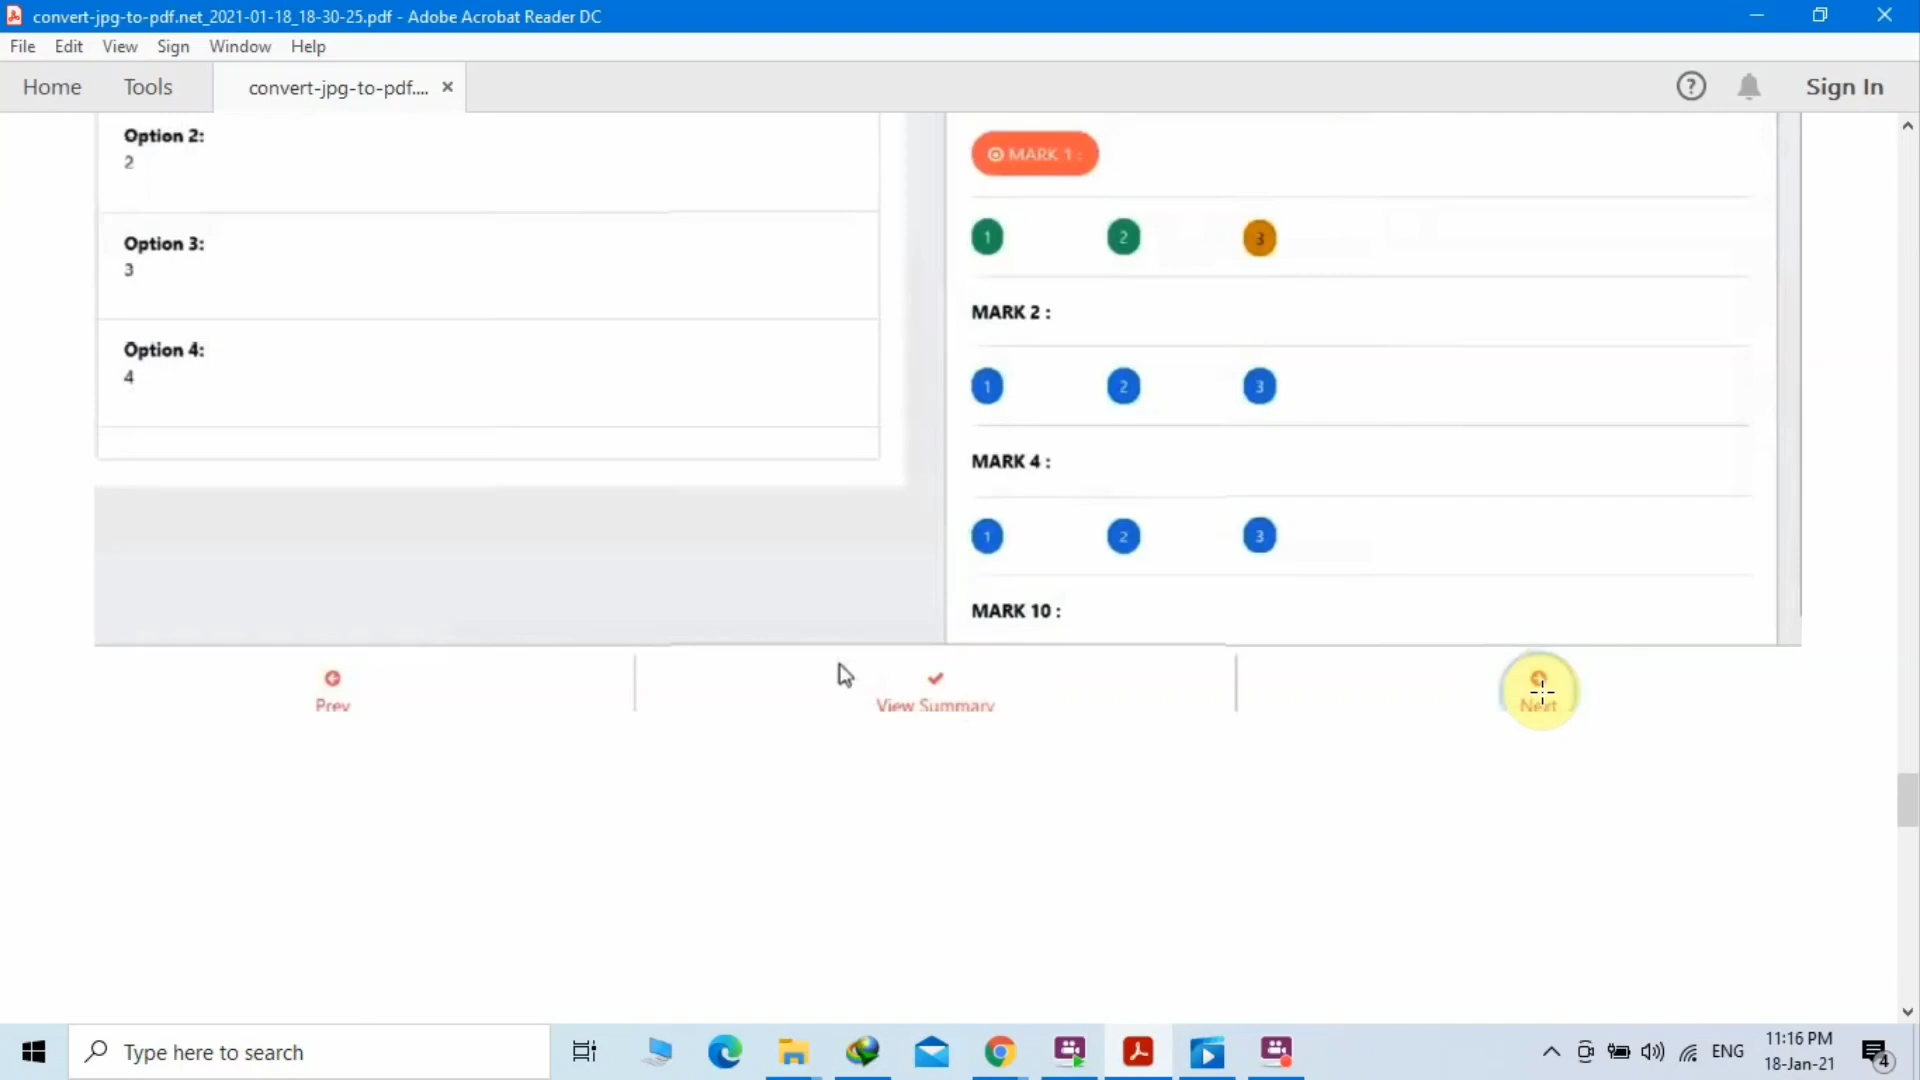 convert-jpg-to-pdf.net_2021-01-18_18-30-25.pdf - Adobe Acrobat Reader DC
File Edit View Sign Window Help
Home Tools convert-jpg-to-pdf.... × Sign In
Option 2:
2
Option 3:
3
Option 4:
4
MARK 1 :
1 2 3
MARK 2 :
1 2 3
MARK 4 :
1 2 3
MARK 10 :
Prev View Summary Next
Type here to search
ENG
11:16 PM
18-Jan-21
4